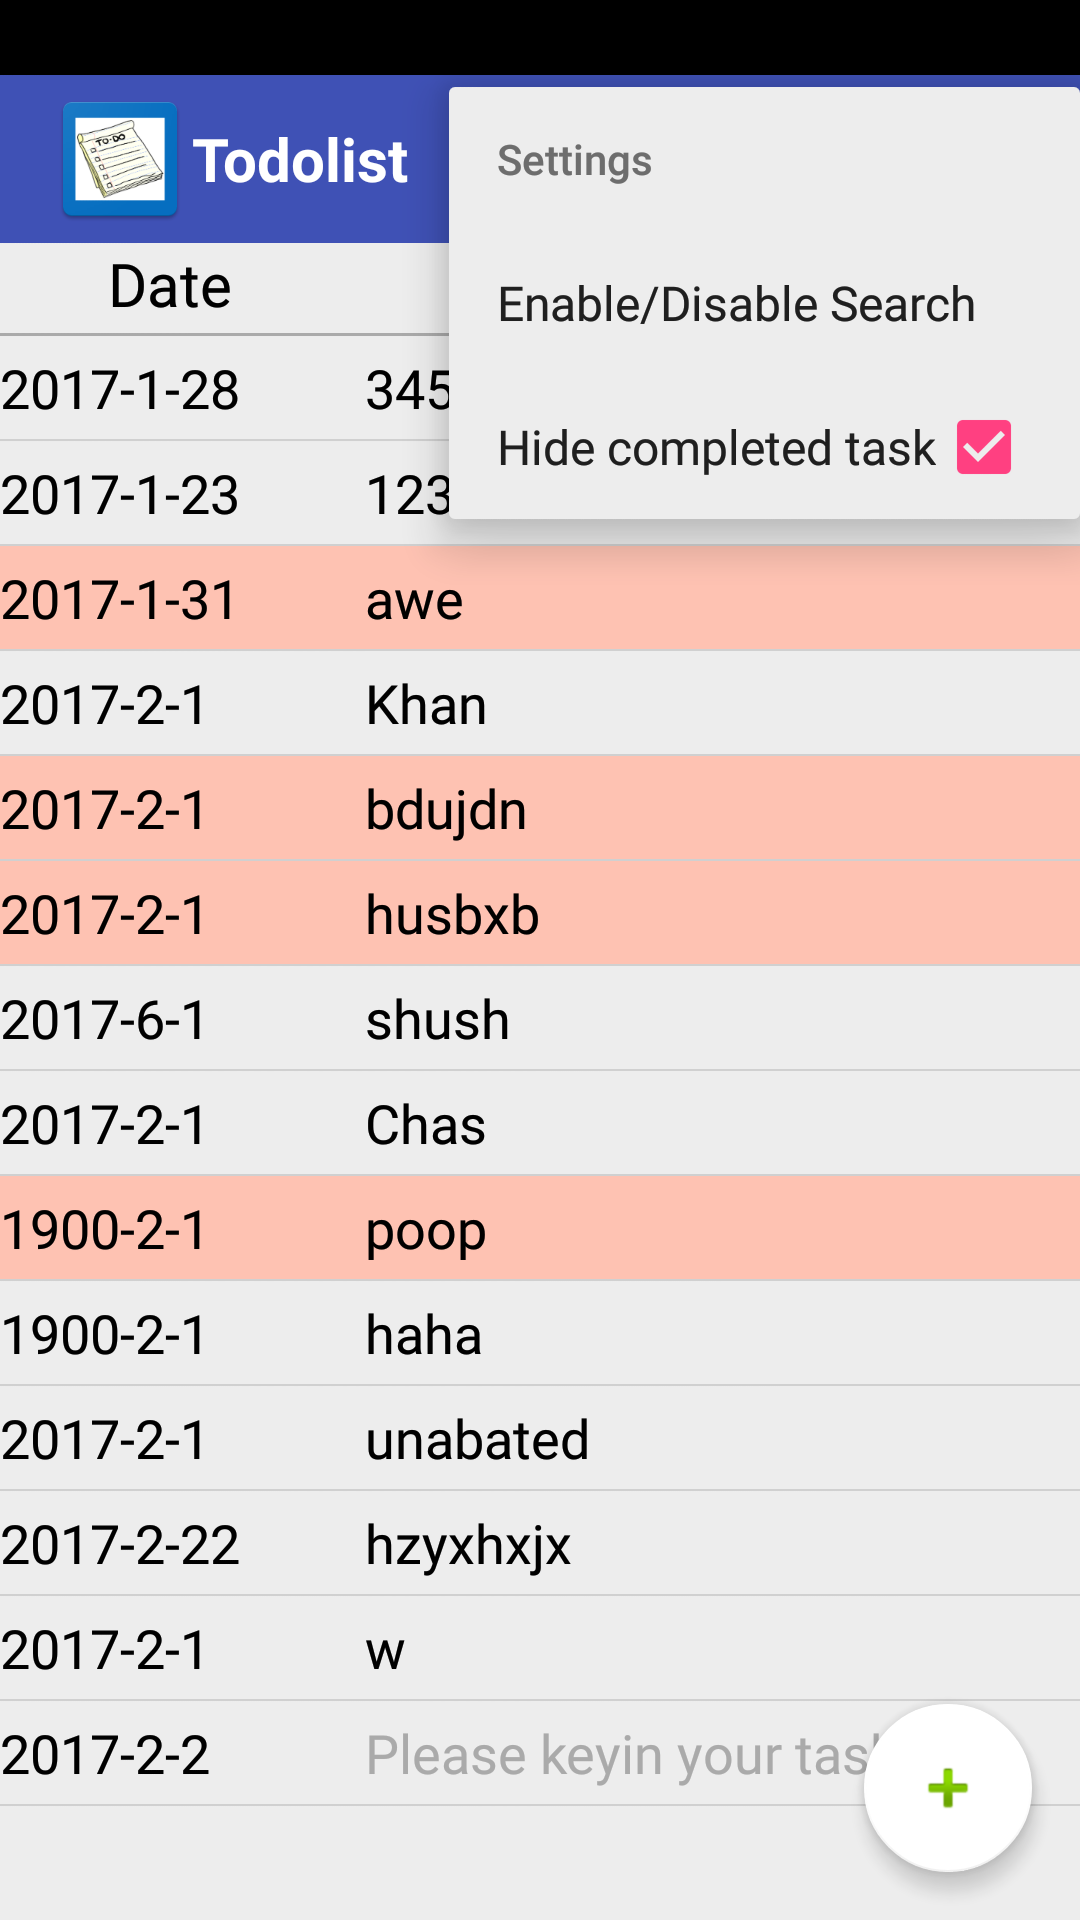 TO-DO
Todolist
Settings
Date
Enable/Disable Search
2017-1-28 345
Hide completed task
2017-1-23 123
2017-1-31 awe
2017-2-1 Khan
2017-2-1 bdujdn
2017-2-1 husbxb
2017-6-1 shush
2017-2-1 Chas
1900-2-1 poop
1900-2-1 haha
2017-2-1 unabated
2017-2-22 hzyxhxjx
2017-2-1 w
2017-2-2 Please keyin your tas